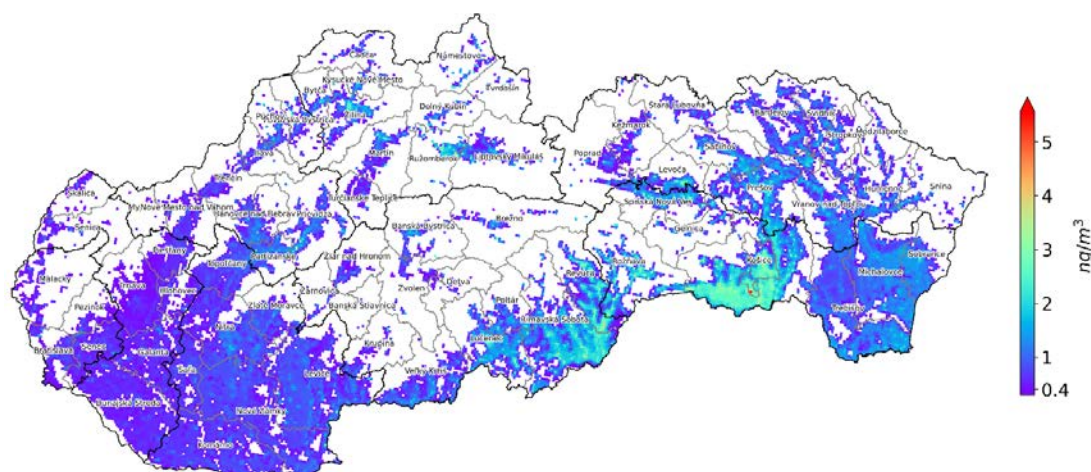 Čadca
Námestovo
Kysucké Nové Mesto
Bytča
Tvrdošín
Dolný Kubín
Žilina
Stará Ľubovňa
Kežmarok
Bardejov
Svidník
Stropkov
Medzilaborce
Sabinov
Martin
Ružomberok
Liptovský Mikuláš
Poprad
Levoča
Ilava
Prešov
Humenné
Snina
Skalica
Trenčín
Myjava
Nové Mesto nad Váhom
Bánovce nad Bebravou
Prievidza
Turčianske Teplice
Spišská Nová Ves
Vranov nad Topľou
Senica
Banská Bystrica
Brezno
Gelnica
Piešťany
Partizánske
Topoľčany
Žiar nad Hronom
Revúca
Rožňava
Košice
Sobrance
Michalovce
Malacky
Trnava
Hlohovec
Detva
Zvolen
Žarnovica
Banská Štiavnica
Zlaté Moravce
Poltár
Pezinok
Rimavská Sobota
Trebišov
Nitra
Krupina
Lučenec
Bratislava
Senec
Galanta
Šaľa
Levice
Veľký Krtíš
Dunajská Streda
Nové Zámky
Komárno
5
4
3
2
1
0.4
ng/m³